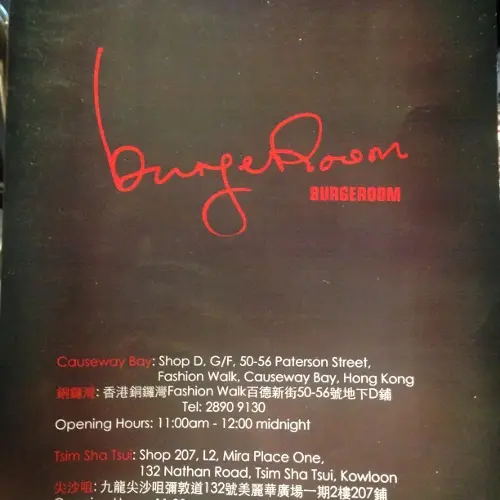 burgeRoom
BURGEROOM
Causeway Bay: Shop D, G/F, 50-56 Paterson Street,
Fashion Walk, Causeway Bay, Hong Kong
銅鑼灣: 香港銅鑼灣Fashion Walk百德新街50-56號地下D鋪
Tel: 2890 9130
Opening Hours: 11:00am - 12:00 midnight
Tsim Sha Tsui: Shop 207, L2, Mira Place One,
132 Nathan Road, Tsim Sha Tsui, Kowloon
尖沙咀: 九龍尖沙咀彌敦道132號美麗華廣場一期2樓207鋪